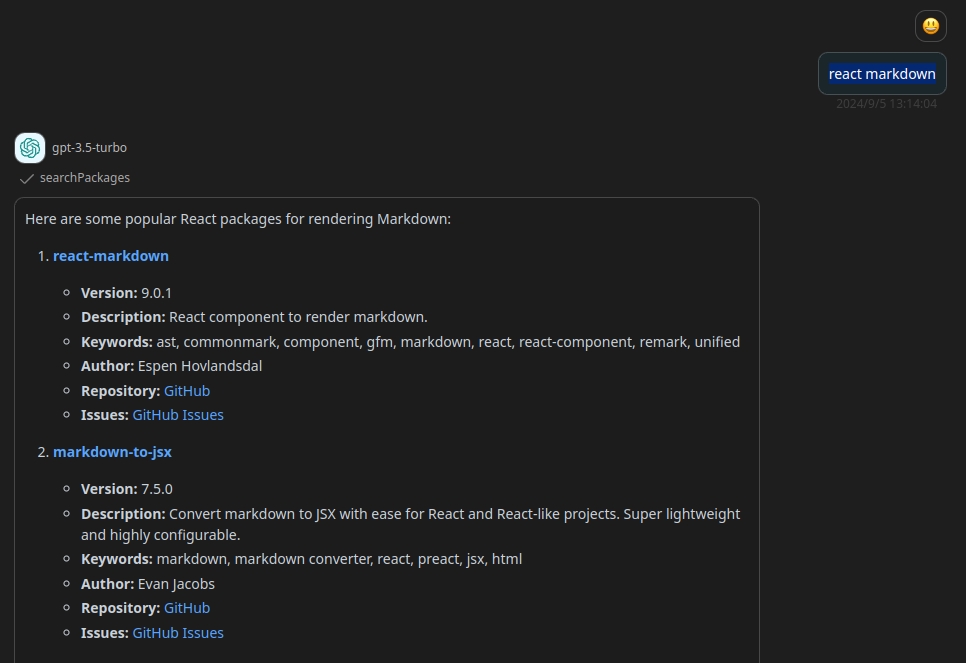 react markdown
2024/9/5 13:14:04
gpt-3.5-turbo
searchPackages
Here are some popular React packages for rendering Markdown:
1. react-markdown
Version: 9.0.1
Description: React component to render markdown.
Keywords: ast, commonmark, component, gfm, markdown, react, react-component, remark, unified
Author: Espen Hovlandsdal
Repository: GitHub
Issues: GitHub Issues
2. markdown-to-jsx
Version: 7.5.0
Description: Convert markdown to JSX with ease for React and React-like projects. Super lightweight
and highly configurable.
Keywords: markdown, markdown converter, react, preact, jsx, html
Author: Evan Jacobs
Repository: GitHub
Issues: GitHub Issues